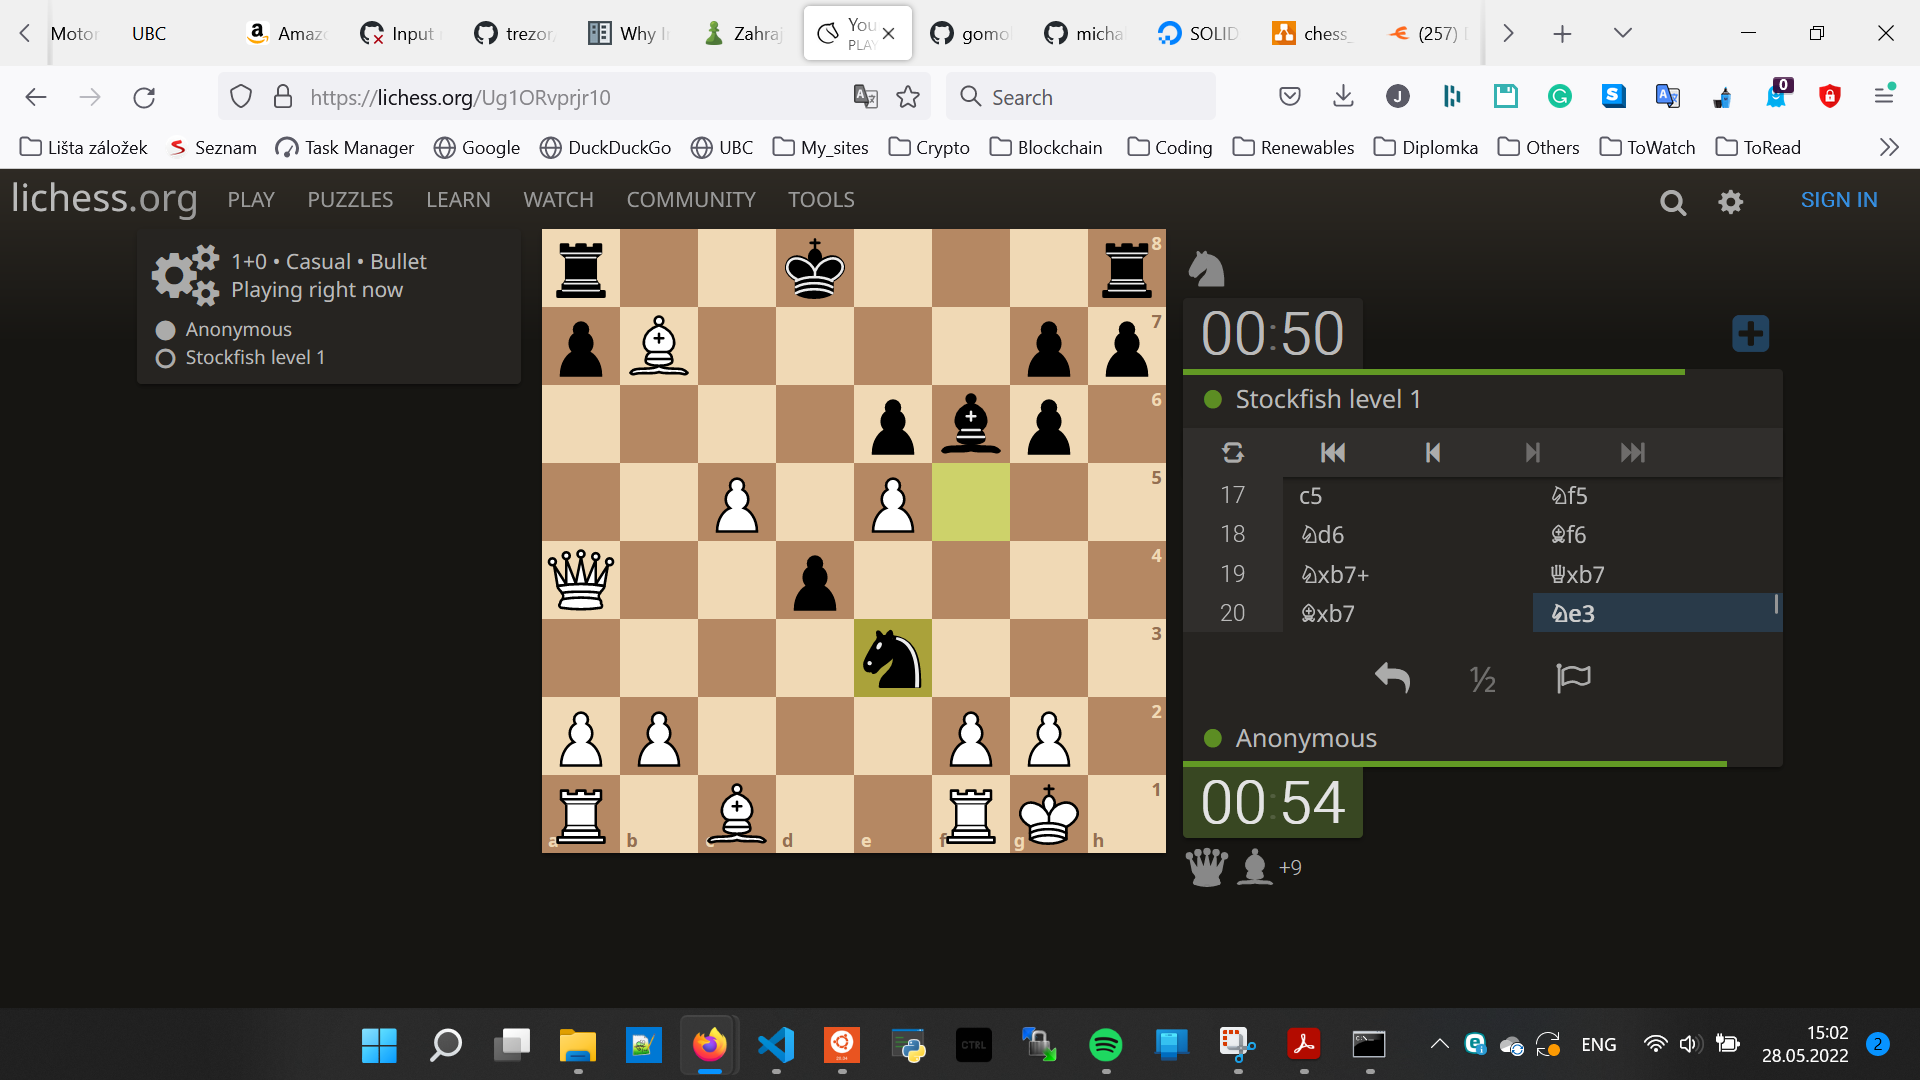 Motor
UBC
Amaz
Input
trezor
Why I
Zahraj
You
PLAY
gomo
micha
SOLID
chess_
(257)
https://lichess.org/Ug1ORvprjr10
Search
0
Lišta záložek
Seznam
Task Manager
Google
DuckDuckGo
UBC
My_sites
Crypto
Blockchain
Coding
Renewables
Diplomka
Others
ToWatch
ToRead
lichess.org
PLAY
PUZZLES
LEARN
WATCH
COMMUNITY
TOOLS
SIGN IN
1+0 • Casual • Bullet
Playing right now
Anonymous
Stockfish level 1
8
7
6
5
4
3
2
1
a b c d e f g h
00:50
Stockfish level 1
17 c5 ♘f5
18 ♘d6 ♗f6
19 ♘xb7+ ♕xb7
20 ♗xb7 ♘e3
½
Anonymous
00:54
+9
CTRL
ENG
15:02
28.05.2022
2